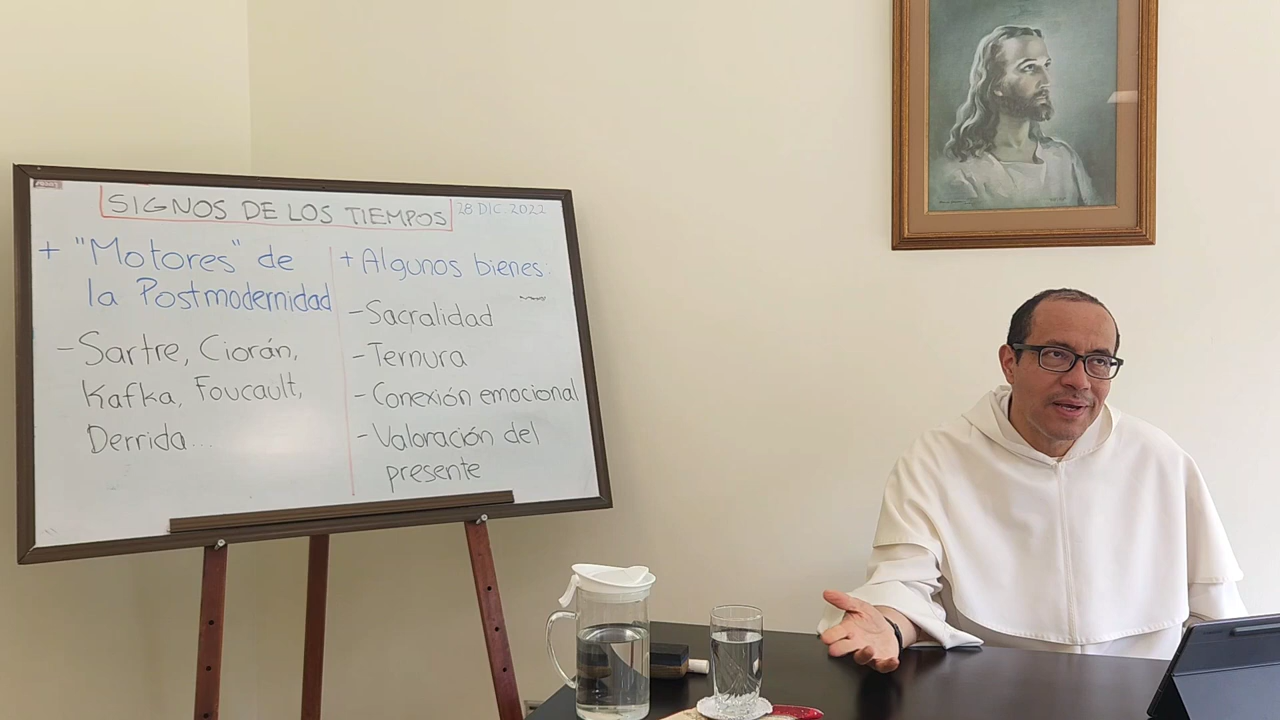 SIGNOS DE LOS TIEMPOS
28 DIC. 2022
+ "Motores" de
la Postmodernidad
- Sartre, Ciorán,
Kafka, Foucault,
Derrida...
+ Algunos bienes:
- Sacralidad
- Ternura
- Conexión emocional
- Valoración del
presente